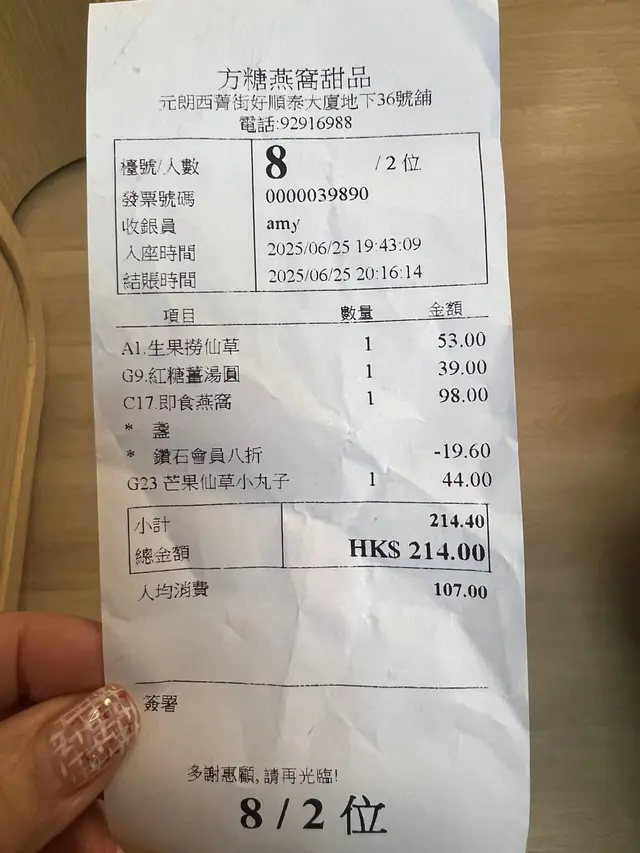 方糖燕窩甜品
元朗西菁街好順泰大廈地下36號舖
電話:92916988
檯號/人數 8 /2 位
發票號碼 0000039890
收銀員 amy
入座時間 2025/06/25 19:43:09
結賬時間 2025/06/25 20:16:14
項目 數量 金額
A1.生果撈仙草 1 53.00
G9.紅糖薑湯圓 1 39.00
C17.即食燕窩 1 98.00
* 盞
* 鑽石會員八折 -19.60
G23 芒果仙草小丸子 1 44.00
小計 214.40
總金額 HK$ 214.00
人均消費 107.00
簽署
多謝惠顧, 請再光臨!
8 / 2 位